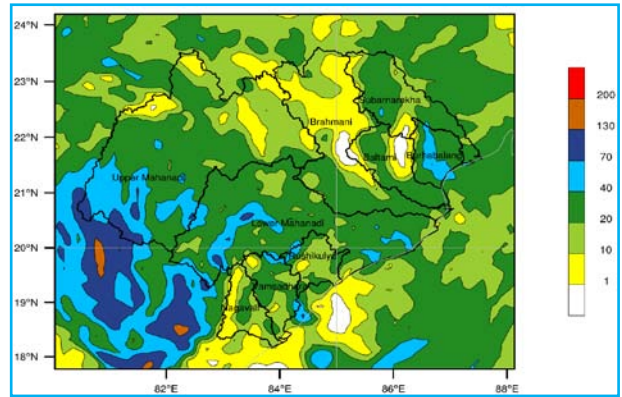 24°N
23°N
22°N
21°N
20°N
19°N
18°N
82°E
84°E
86°E
88°E
Subarnarekha
Brahmani
Baitarni
Burhabalang
Upper Mahanadi
Lower Mahanadi
Rushikulya
Vamsadhara
Nagavali
200
130
70
40
20
10
1